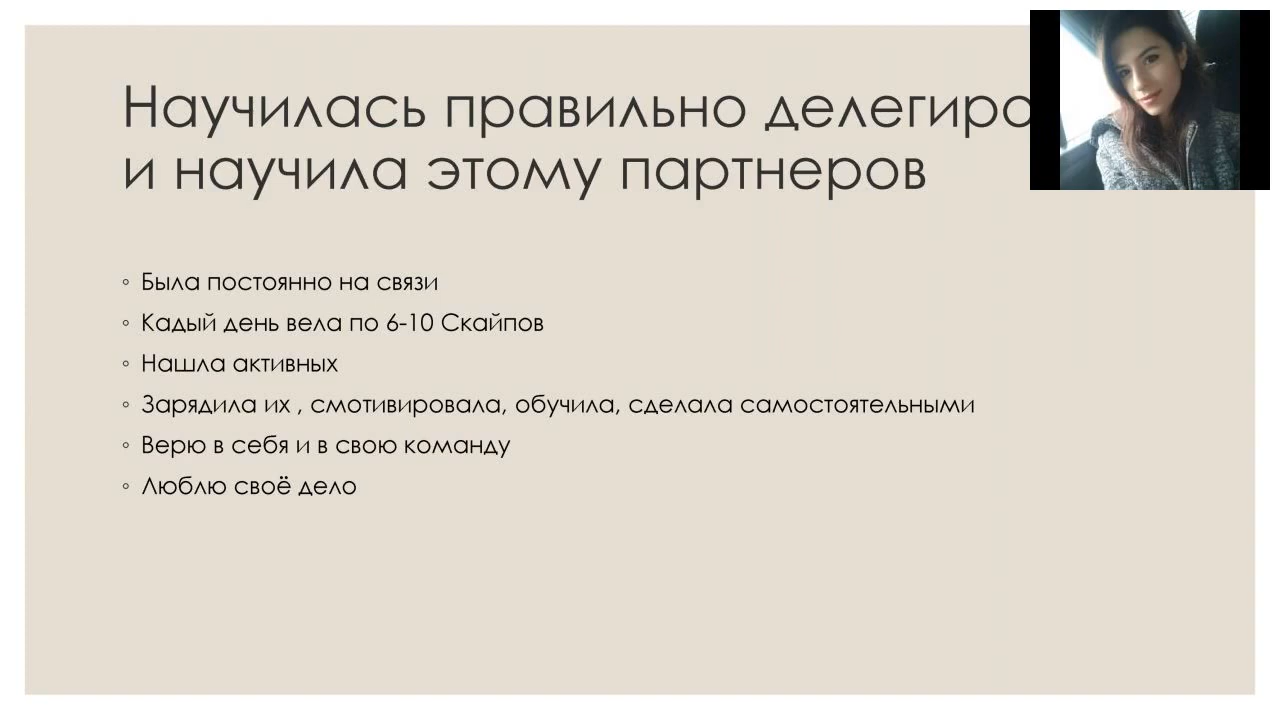 Научилась правильно делегиро
и научила этому партнеров
◦ Была постоянно на связи
◦ Кадый день вела по 6-10 Скайпов
◦ Нашла активных
◦ Зарядила их , смотивировала, обучила, сделала самостоятельными
◦ Верю в себя и в свою команду
◦ Люблю своё дело